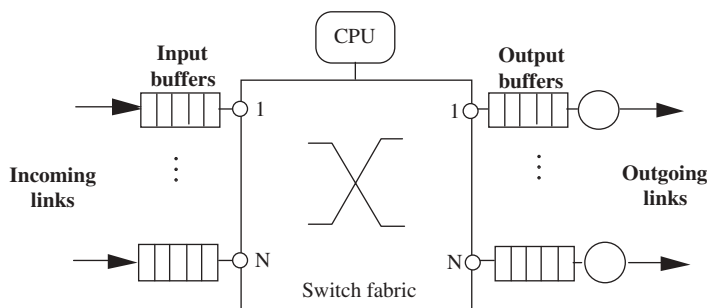 CPU
Input
buffers
Output
buffers
1
1
Incoming
links
Outgoing
links
N
N
Switch fabric